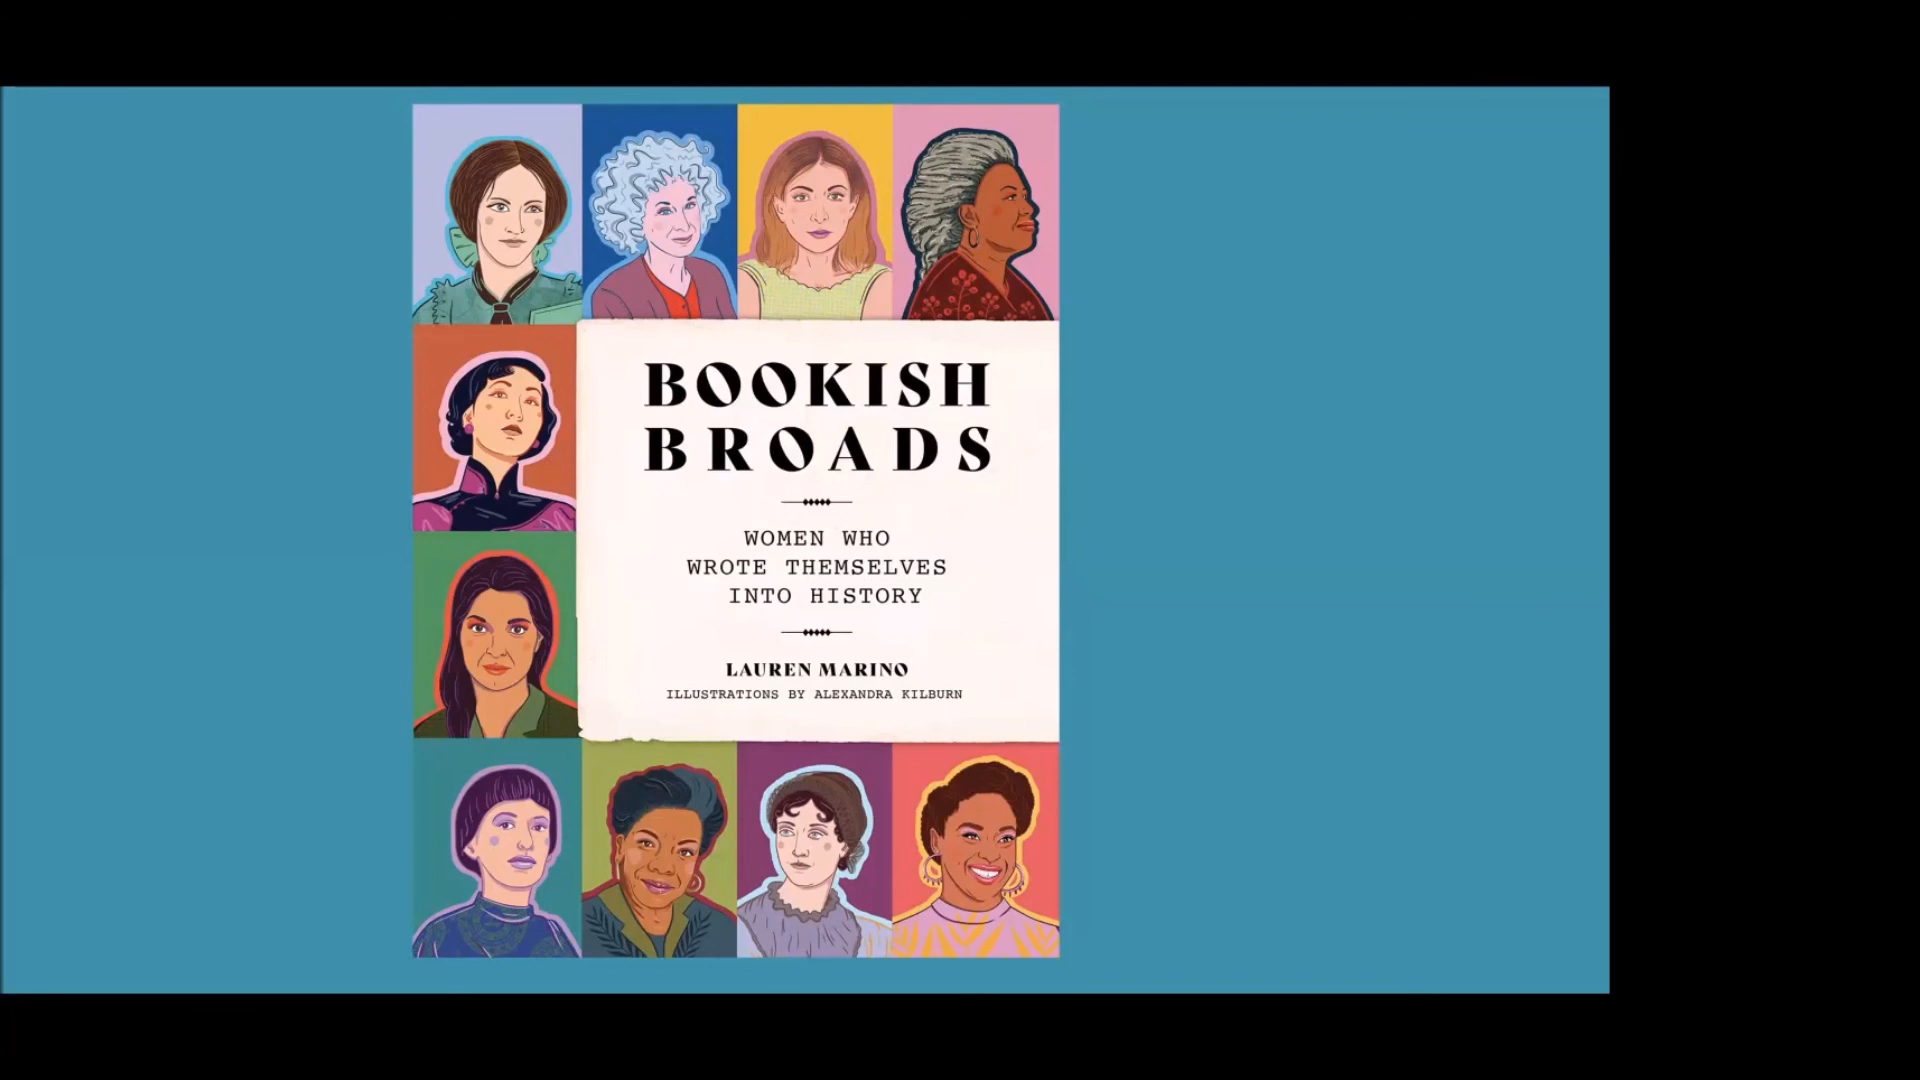 BOOKISH
BROADS
WOMEN WHO
WROTE THEMSELVES
INTO HISTORY
LAUREN MARINO
ILLUSTRATIONS BY ALEXANDRA KILBURN